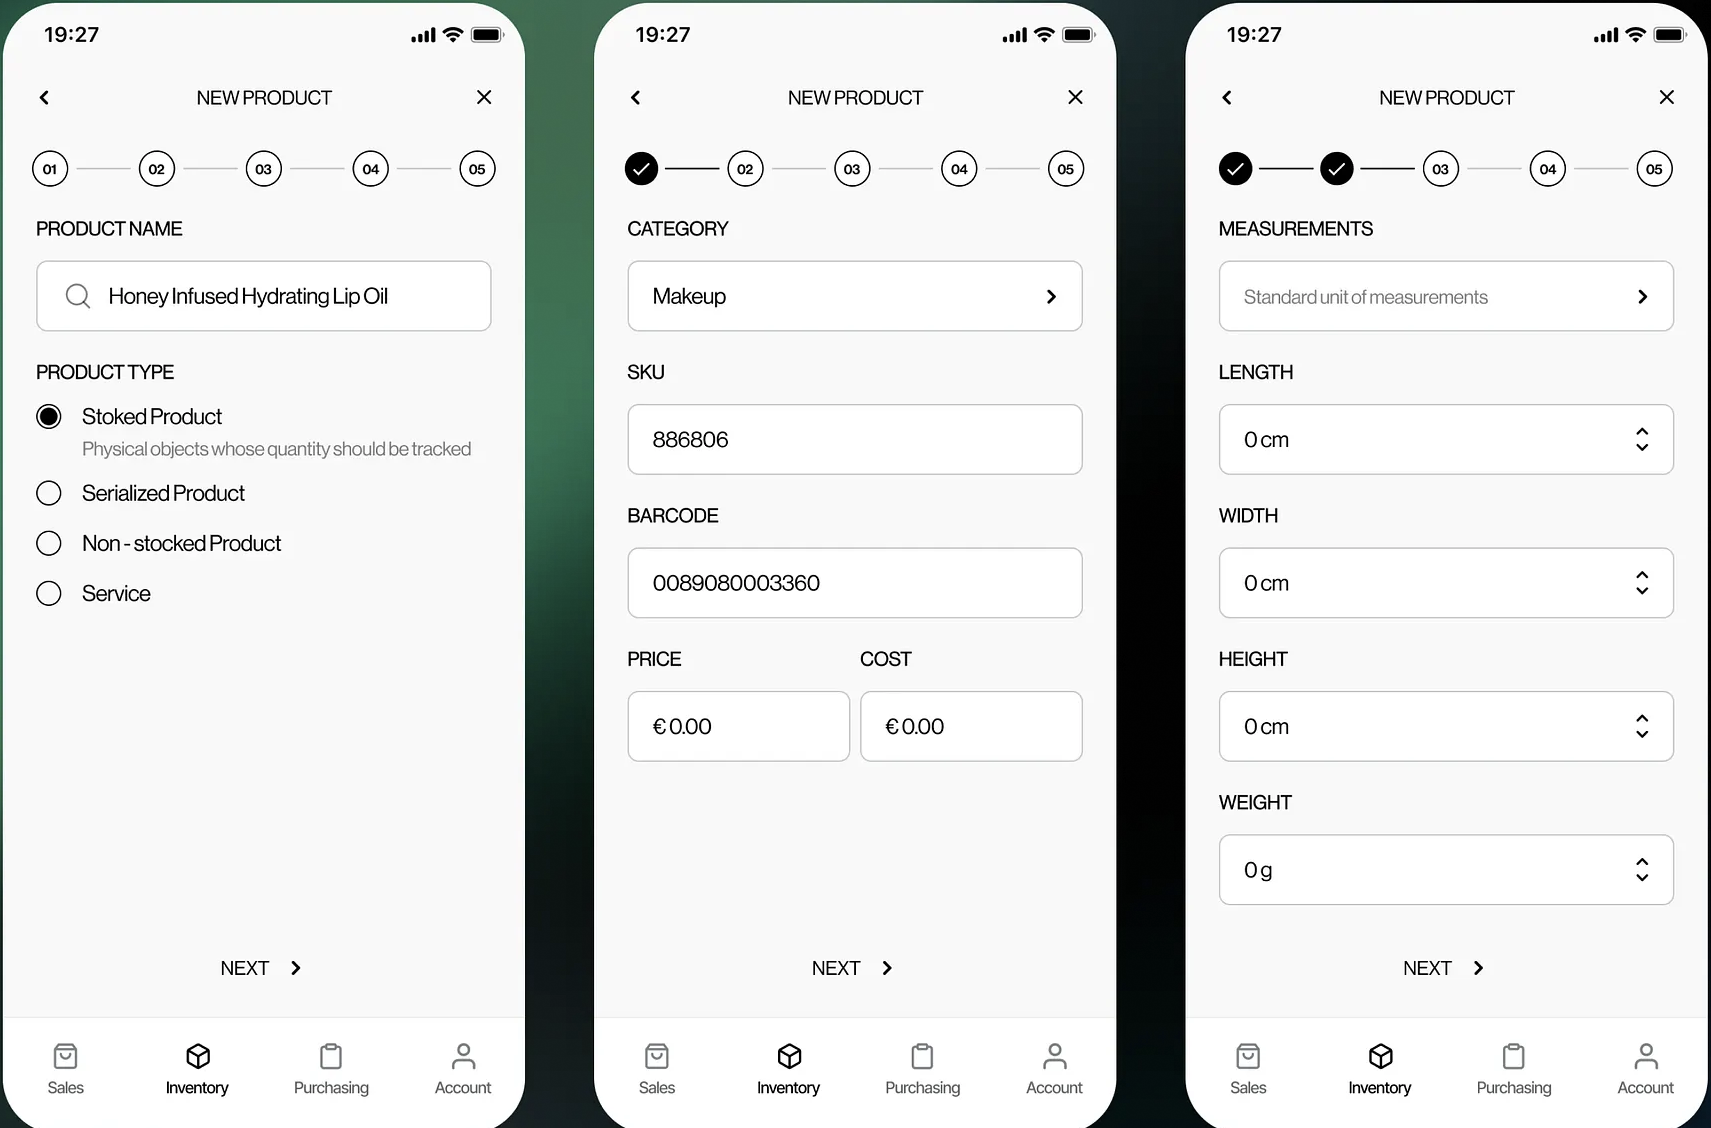 19:27
NEW PRODUCT
01 02 03 04 05
PRODUCT NAME
Honey Infused Hydrating Lip Oil
PRODUCT TYPE
Stoked Product
Physical objects whose quantity should be tracked
Serialized Product
Non - stocked Product
Service
NEXT
Sales Inventory Purchasing Account
19:27
NEW PRODUCT
02 03 04 05
CATEGORY
Makeup
SKU
886806
BARCODE
0089080003360
PRICE COST
€ 0.00 € 0.00
NEXT
Sales Inventory Purchasing Account
19:27
NEW PRODUCT
03 04 05
MEASUREMENTS
Standard unit of measurements
LENGTH
0 cm
WIDTH
0 cm
HEIGHT
0 cm
WEIGHT
0 g
NEXT
Sales Inventory Purchasing Account